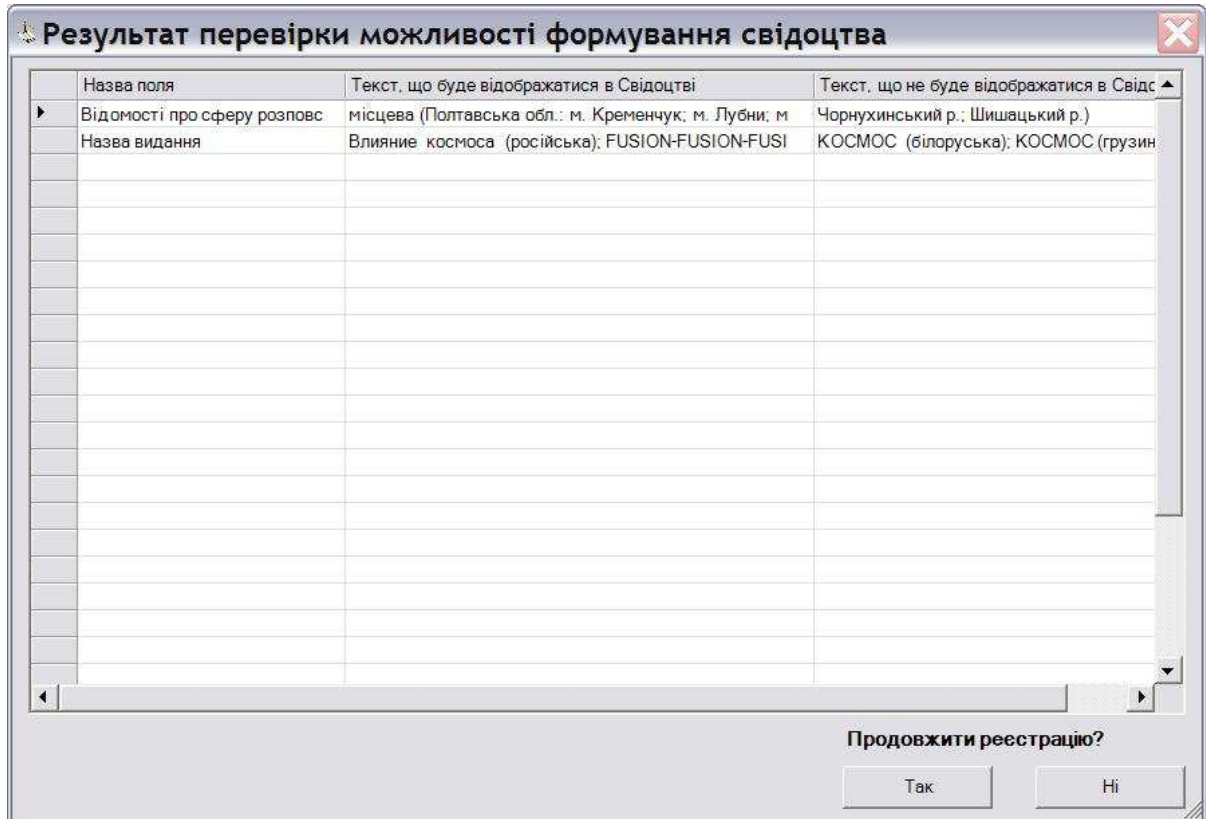 Результат перевірки можливості формування свідоцтва
Назва поля Текст, що буде відображатися в Свідоцтві Текст, що не буде відображатися в Свідс
Відомості про сферу розповс місцева (Полтавська обл.: м. Кременчук; м. Лубни; м Чорнухинський р.; Шишацький р.)
Назва видання Влияние космоса (російська); FUSION-FUSION-FUSI КОСМОС (білоруська); КОСМОС (грузин
Продовжити реєстрацію?
Так Ні